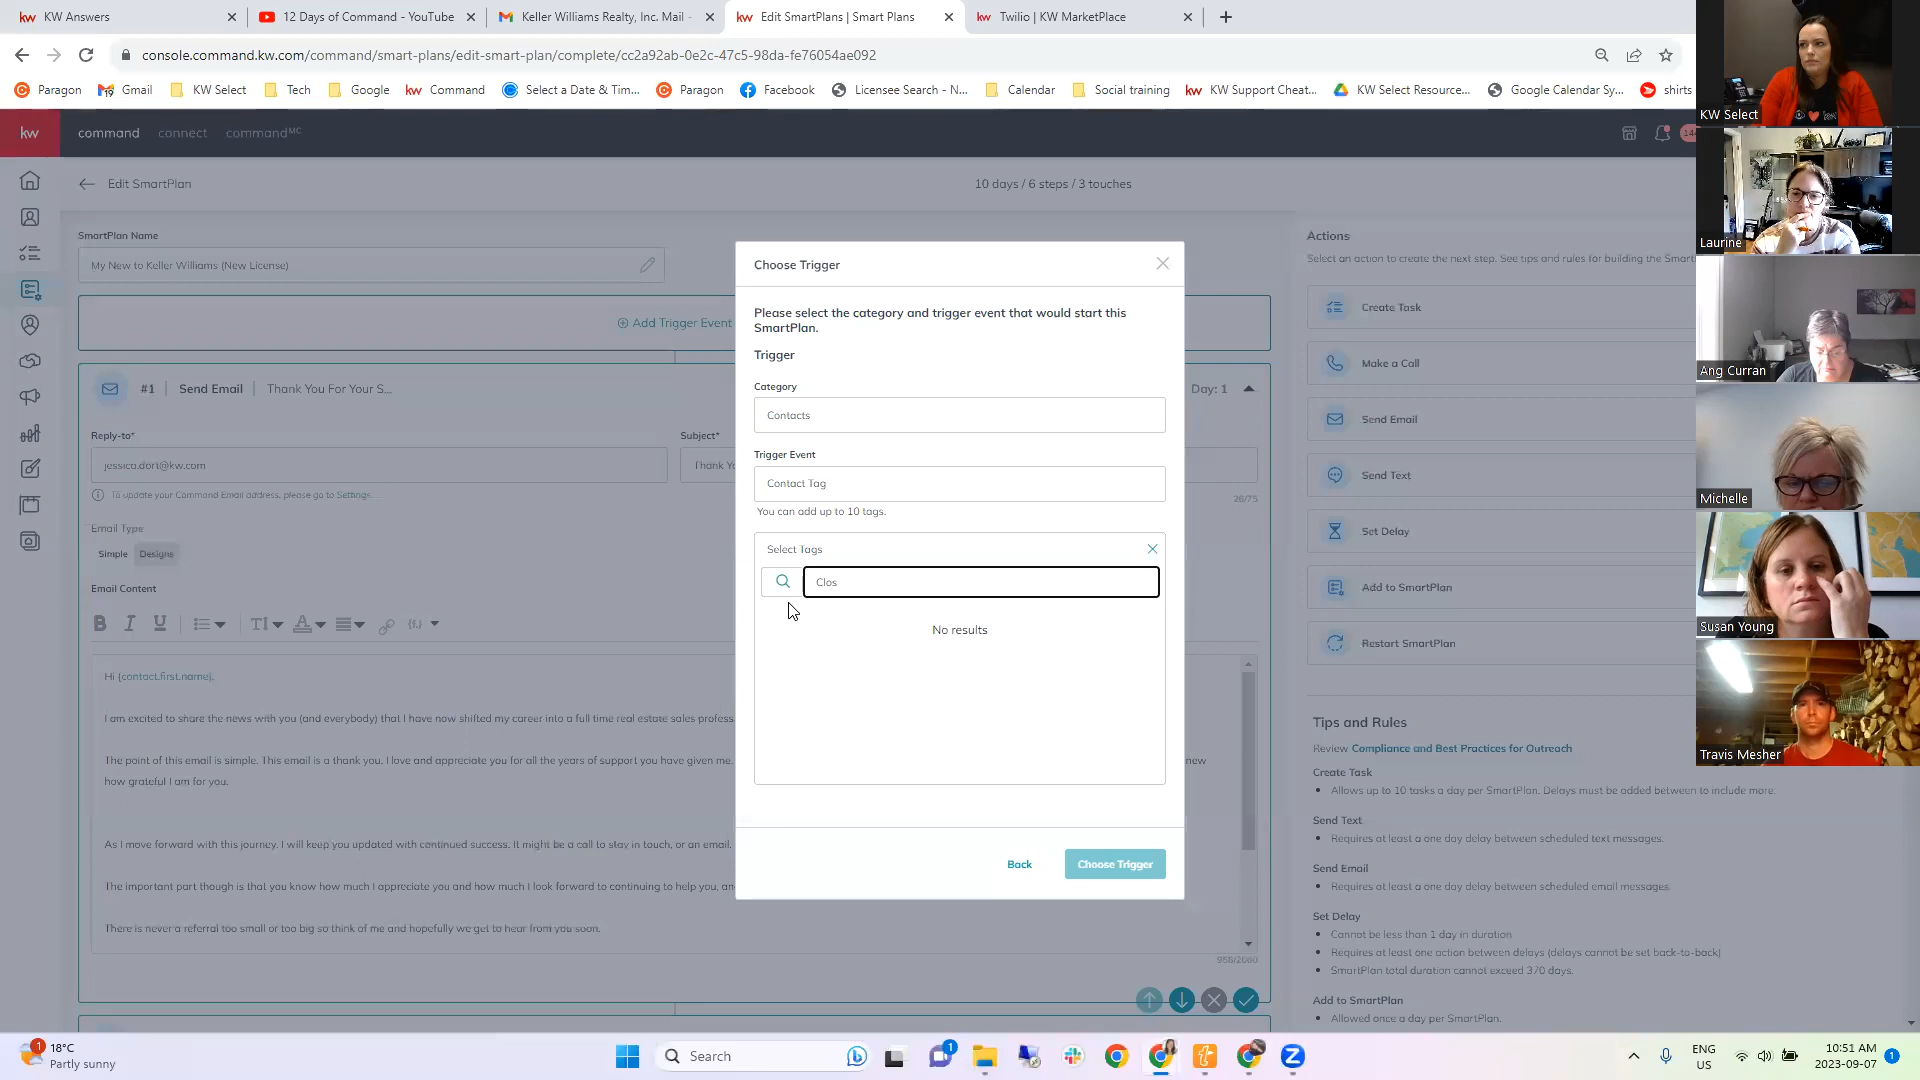 KW Answers
12 Days of Command - YouTube
Keller Williams Realty, Inc. Mail -
Edit SmartPlans | Smart Plans
Twilio | KW MarketPlace
console.command.kw.com/command/smart-plans/edit-smart-plan/complete/cc2a92ab-0e2c-47c5-98da-fe76054ae092
Paragon
Gmail
KW Select
Tech
Google
kw Command
Select a Date & Tim...
Paragon
Facebook
Licensee Search - N...
Calendar
Social training
kw KW Support Cheat...
KW Select Resource...
Google Calendar Sy...
shirts
kw
command
connect
commandMC
Edit SmartPlan
10 days / 6 steps / 3 touches
SmartPlan Name
My New to Keller Williams (New License)
Add Trigger Event
#1 | Send Email | Thank You For Your S...
Day: 1
Reply-to*
Subject*
jessica.dort@kw.com
Thank Yo
To update your Command Email address, please go to Settings.
26/75
Email Type
Simple
Designs
Email Content
B I U
Hi {contact.first.name},
I am excited to share the news with you (and everybody) that I have now shifted my career into a full time real estate sales profess
The point of this email is simple. This email is a thank you. I love and appreciate you for all the years of support you have given me.
new
how grateful I am for you.
As I move forward with this journey, I will keep you updated with continued success. It might be a call to stay in touch, or an email.
The important part though is that you know how much I appreciate you and how much I look forward to continuing to help you, an
There is never a referral too small or too big so think of me and hopefully we get to hear from you soon.
Choose Trigger
Please select the category and trigger event that would start this
SmartPlan.
Trigger
Category
Contacts
Trigger Event
Contact Tag
You can add up to 10 tags.
Select Tags
Clos
No results
Back
Choose Trigger
Actions
Select an action to create the next step. See tips and rules for building the Smart
Create Task
Make a Call
Send Email
Send Text
Set Delay
Add to SmartPlan
Restart SmartPlan
Tips and Rules
Review Compliance and Best Practices for Outreach
Create Task
Allows up to 10 tasks a day per SmartPlan. Delays must be added between to include more.
Send Text
Requires at least a one day delay between scheduled text messages.
Send Email
Requires at least a one day delay between scheduled email messages
Set Delay
Cannot be less than 1 day in duration
Requires at least one action between delays (delays cannot be set back-to-back)
SmartPlan total duration cannot exceed 370 days.
Add to SmartPlan
Allowed once a day per SmartPlan.
KW Select
Laurine
Ang Curran
Michelle
Susan Young
Travis Mesher
1
18°C
Partly sunny
Search
1
ENG
US
10:51 AM
2023-09-07
1